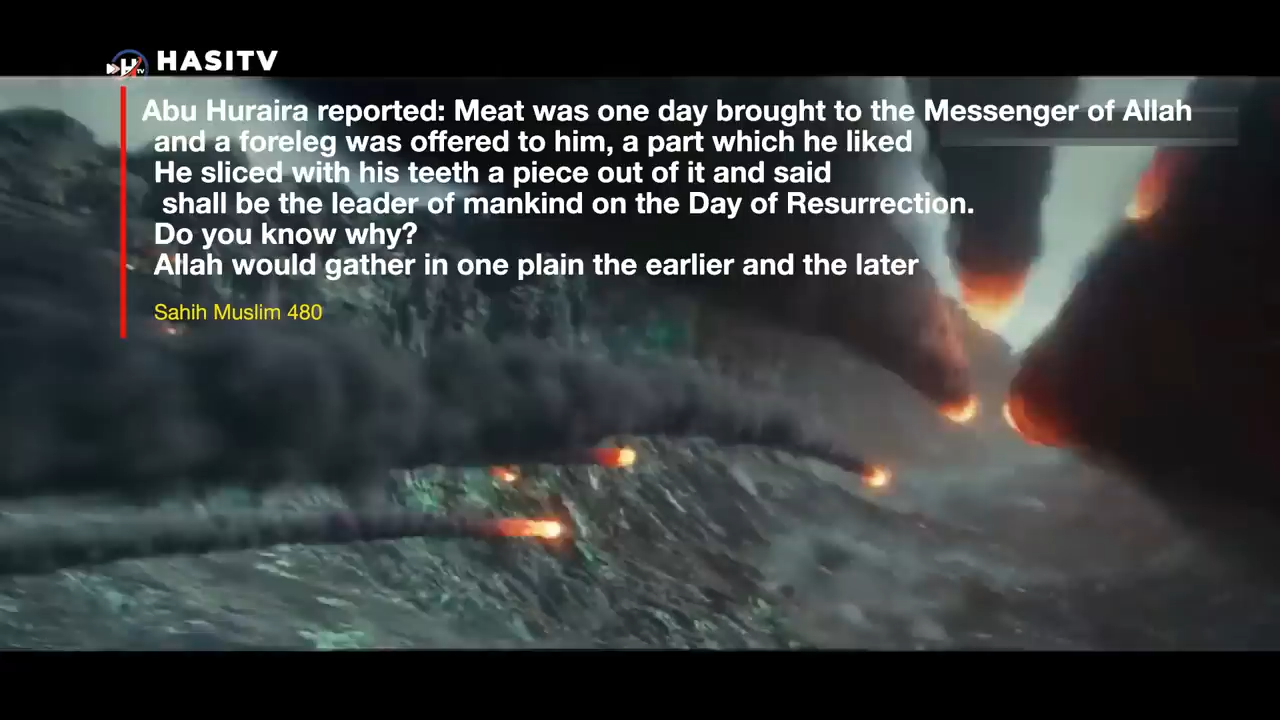 HASITV
Abu Huraira reported: Meat was one day brought to the Messenger of Allah
and a foreleg was offered to him, a part which he liked
He sliced with his teeth a piece out of it and said
shall be the leader of mankind on the Day of Resurrection.
Do you know why?
Allah would gather in one plain the earlier and the later
Sahih Muslim 480